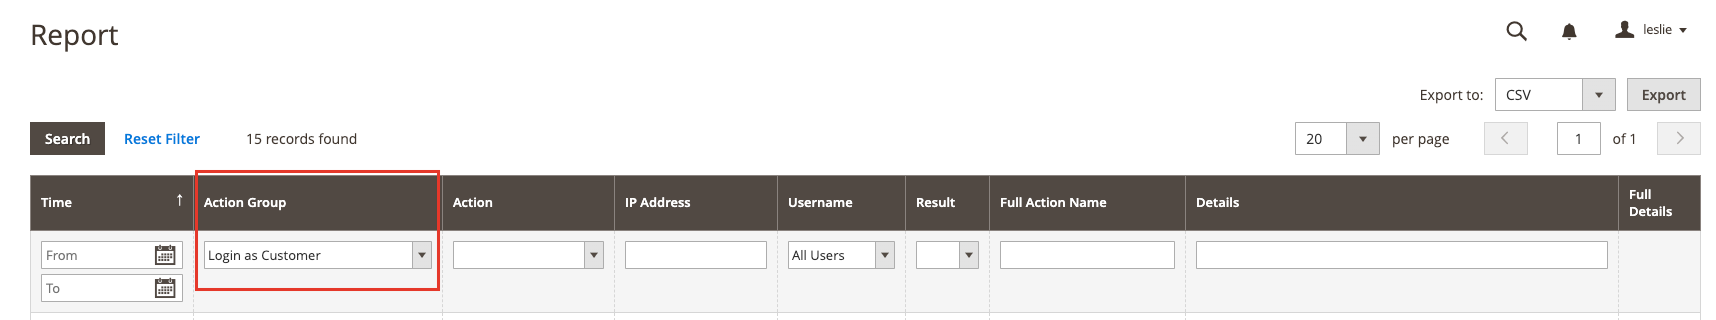 Report
leslie
Export to: CSV Export
Search Reset Filter 15 records found 20 per page 1 of 1
Time Action Group Action IP Address Username Result Full Action Name Details Full Details
From Login as Customer All Users
To